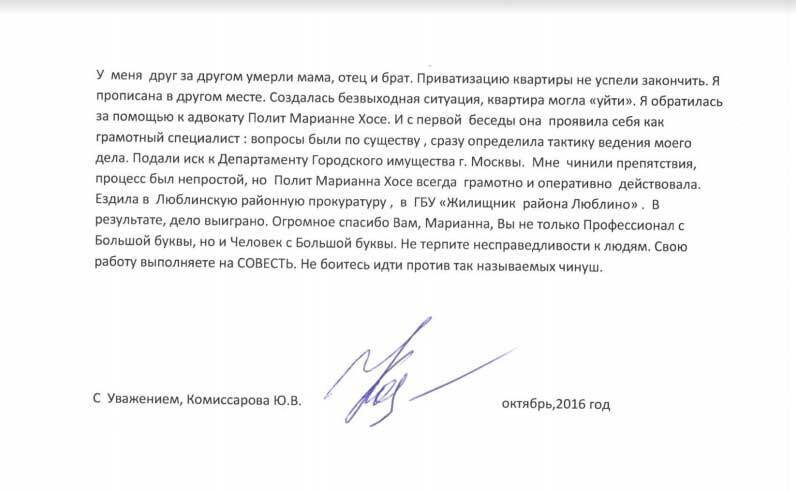 У меня друг за другом умерли мама, отец и брат. Приватизацию квартиры не успели закончить. Я
прописана в другом месте. Создалась безвыходная ситуация, квартира могла «уйти». Я обратилась
за помощью к адвокату Полит Марианне Хосе. И с первой беседы она проявила себя как
грамотный специалист : вопросы были по существу , сразу определила тактику ведения моего
дела. Подали иск к Департаменту Городского имущества г. Москвы. Мне чинили препятствия,
процесс был непростой, но Полит Марианна Хосе всегда грамотно и оперативно действовала.
Ездила в Люблинскую районную прокуратуру , в ГБУ «Жилищник района Люблино» . В
результате, дело выиграно. Огромное спасибо Вам, Марианна, Вы не только Профессионал с
Большой буквы, но и Человек с Большой буквы. Не терпите несправедливости к людям. Свою
работу выполняете на СОВЕСТЬ. Не боитесь идти против так называемых чинуш.
С Уважением, Комиссарова Ю.В.
октябрь,2016 год